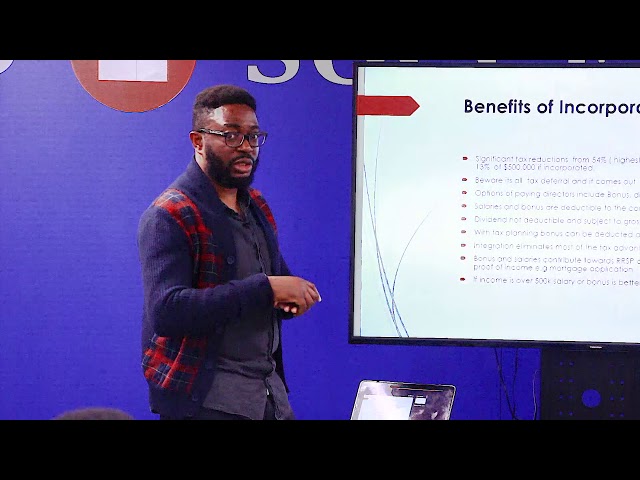 Benefits of Incorpora
Significant tax reductions from 54% ( highest
15% of $500,000 if incorporated.
Beware its all tax deferral and it comes out
Options of paying directors include Bonus, di
Salaries and bonus are deductible to the co
Dividend not deductible and subject to gros
With tax planning bonus can be deducted a
Integration eliminates most of the tax advan
Bonus and salaries contribute towards RRSP
proof of income e.g mortgage application
If income is over 500k salary or bonus is bette